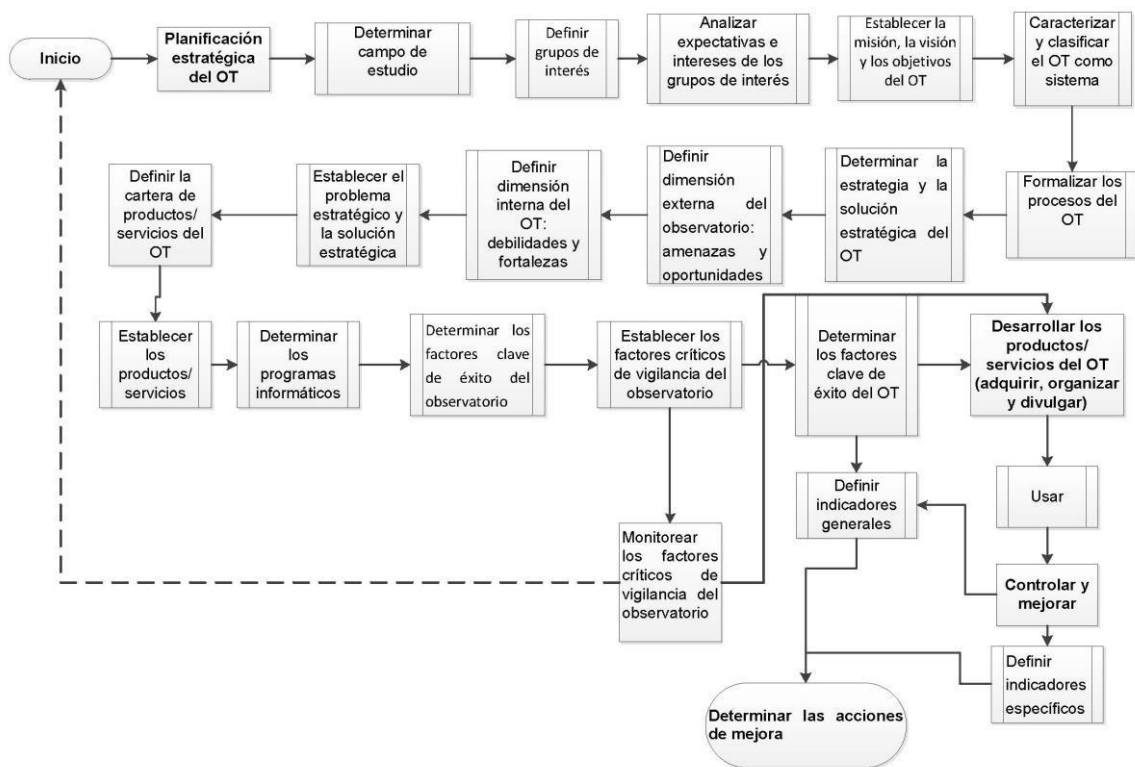 Inicio
Planificación
estratégica
del OT
Determinar
campo de
estudio
Definir
grupos de
interés
Analizar
expectativas e
intereses de los
grupos de interés
Establecer la
misión, la visión
y los objetivos
del OT
Caracterizar
y clasificar
el OT como
sistema
Definir la
cartera de
productos/
servicios del
OT
Establecer el
problema
estratégico y
la solución
estratégica
Definir
dimensión
interna del
OT:
debilidades y
fortalezas
Definir
dimensión
externa del
observatorio:
amenazas y
oportunidades
Determinar la
estrategia y la
solución
estratégica del
OT
Formalizar los
procesos del
OT
Establecer
los
productos/
servicios
Determinar
los
programas
informáticos
Determinar los
factores clave
de éxito del
observatorio
Establecer los
factores críticos
de vigilancia del
observatorio
Determinar
los factores
clave de
éxito del OT
Desarrollar los
productos/
servicios del OT
(adquirir, organizar
y divulgar)
Definir
indicadores
generales
Usar
Monitorear
los factores
críticos de
vigilancia del
observatorio
Controlar y
mejorar
Definir
indicadores
específicos
Determinar las acciones
de mejora